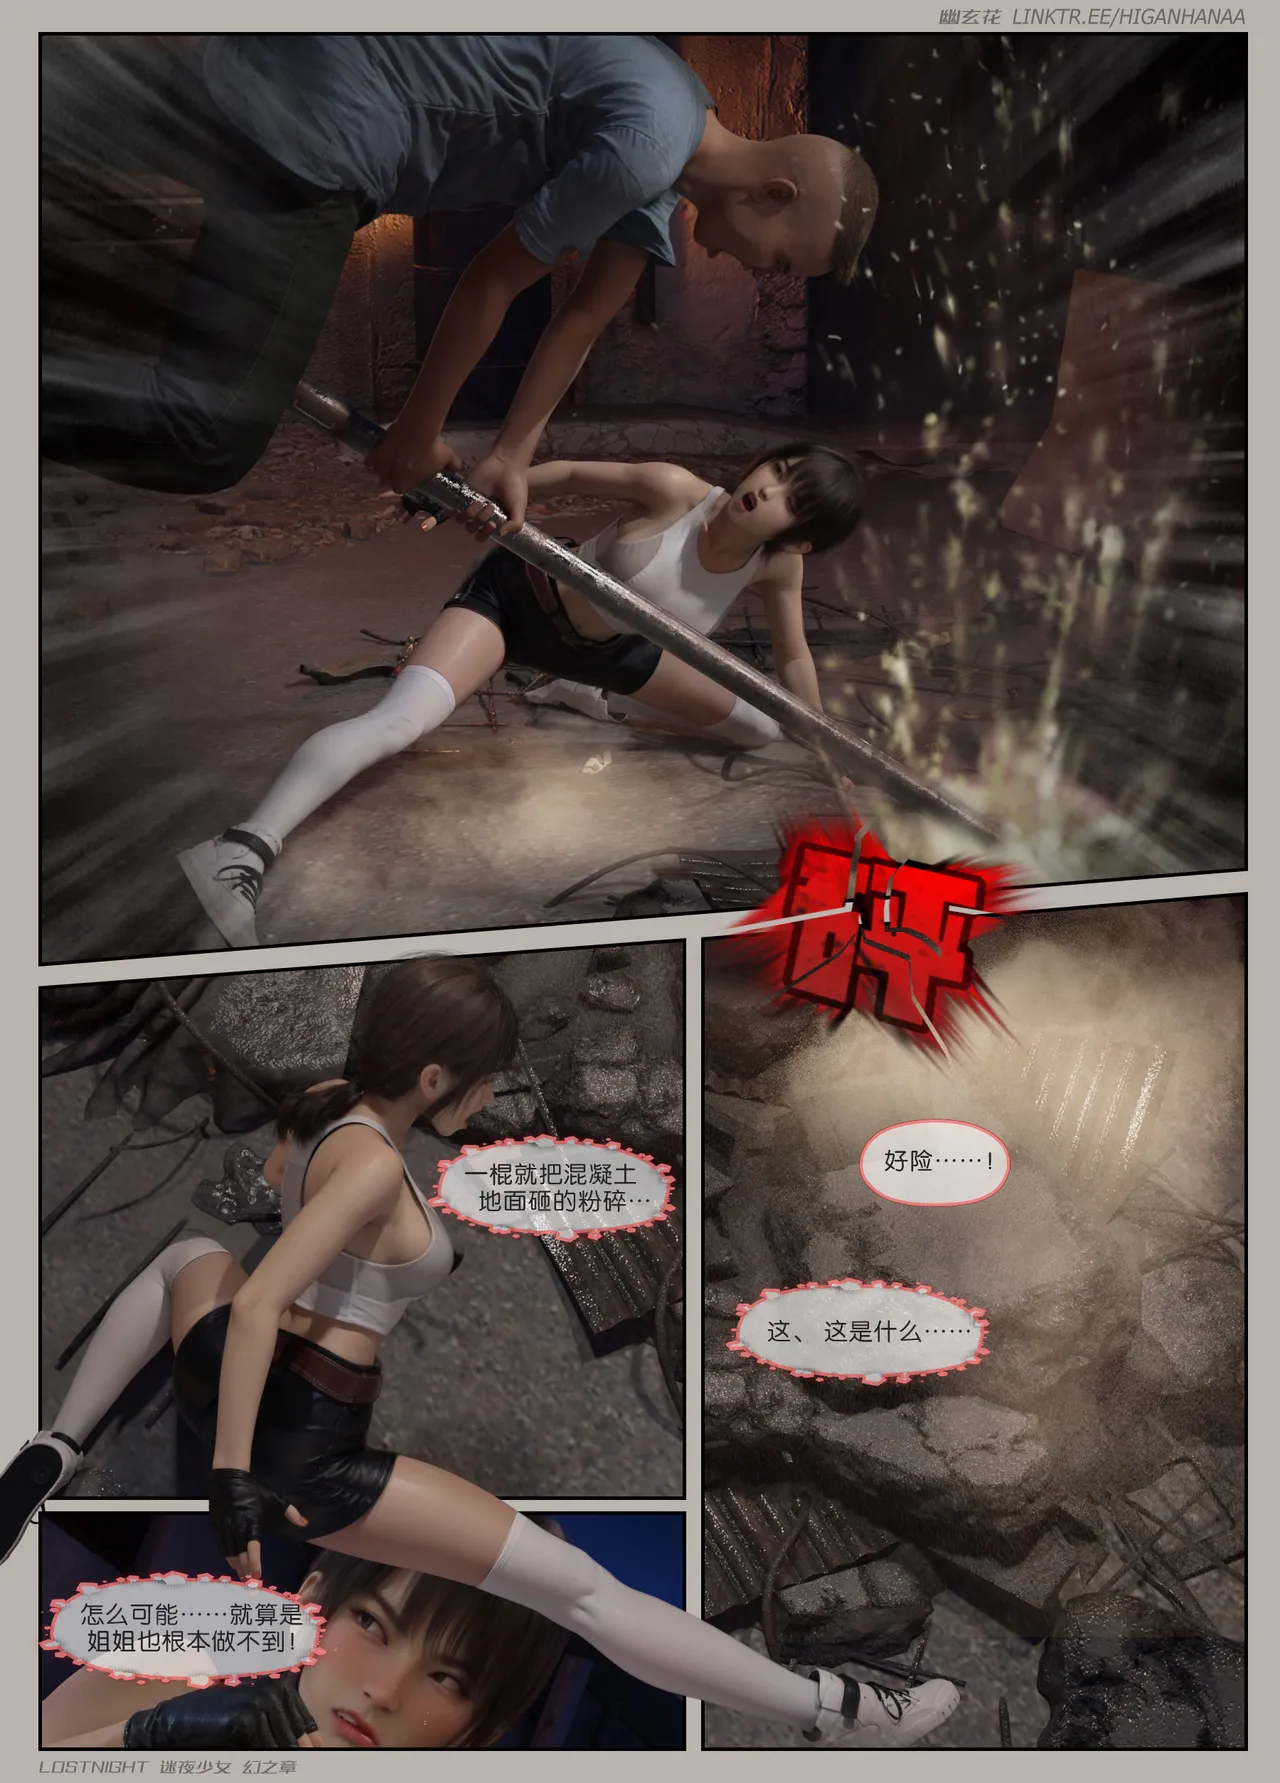 幽玄花 LINKTR.EE/HIGANHANAA
砰
好险……!
这、这是什么……
一棍就把混凝土
地面砸的粉碎…
怎么可能……就算是
姐姐也根本做不到!
LOSTNIGHT 迷夜少女 幻之章